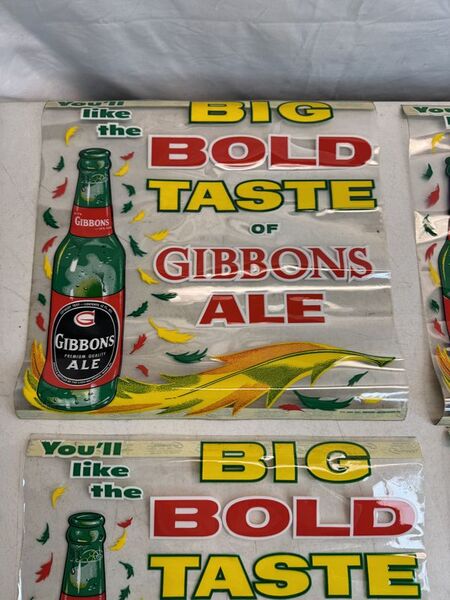 You'll
like
the
BIG
BOLD
TASTE
OF
GIBBONS
ALE
GIBBONS
GIBBONS
PREMIUM QUALITY
ALE
You'll
You'll
like
the
BIG
BOLD
TASTE